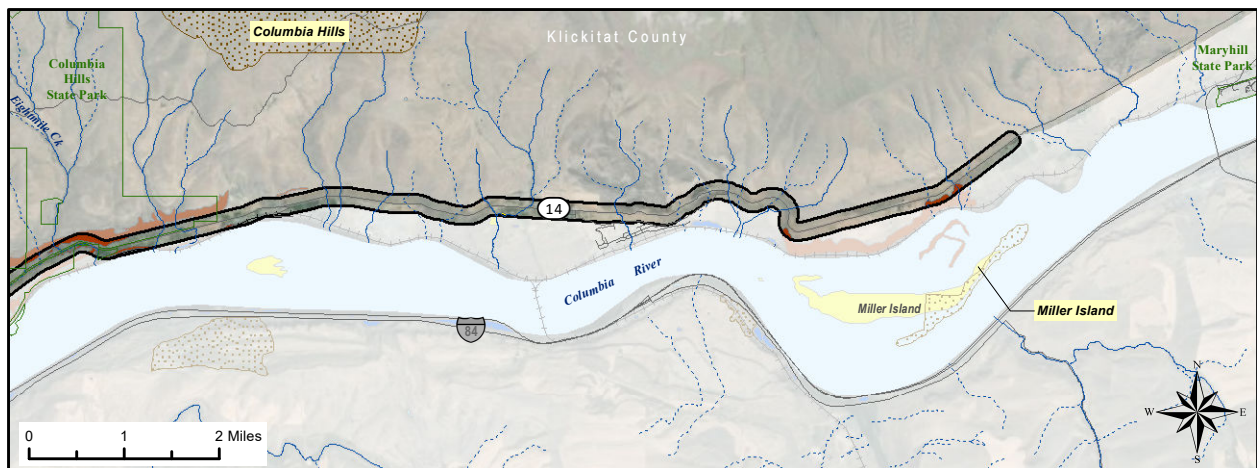 Columbia Hills
Klickitat County
Columbia
Hills
State Park
Maryhill
State Park
Eightmile Ck
14
Columbia River
84
Miller Island
Miller Island
0 1 2 Miles
N
W E
S